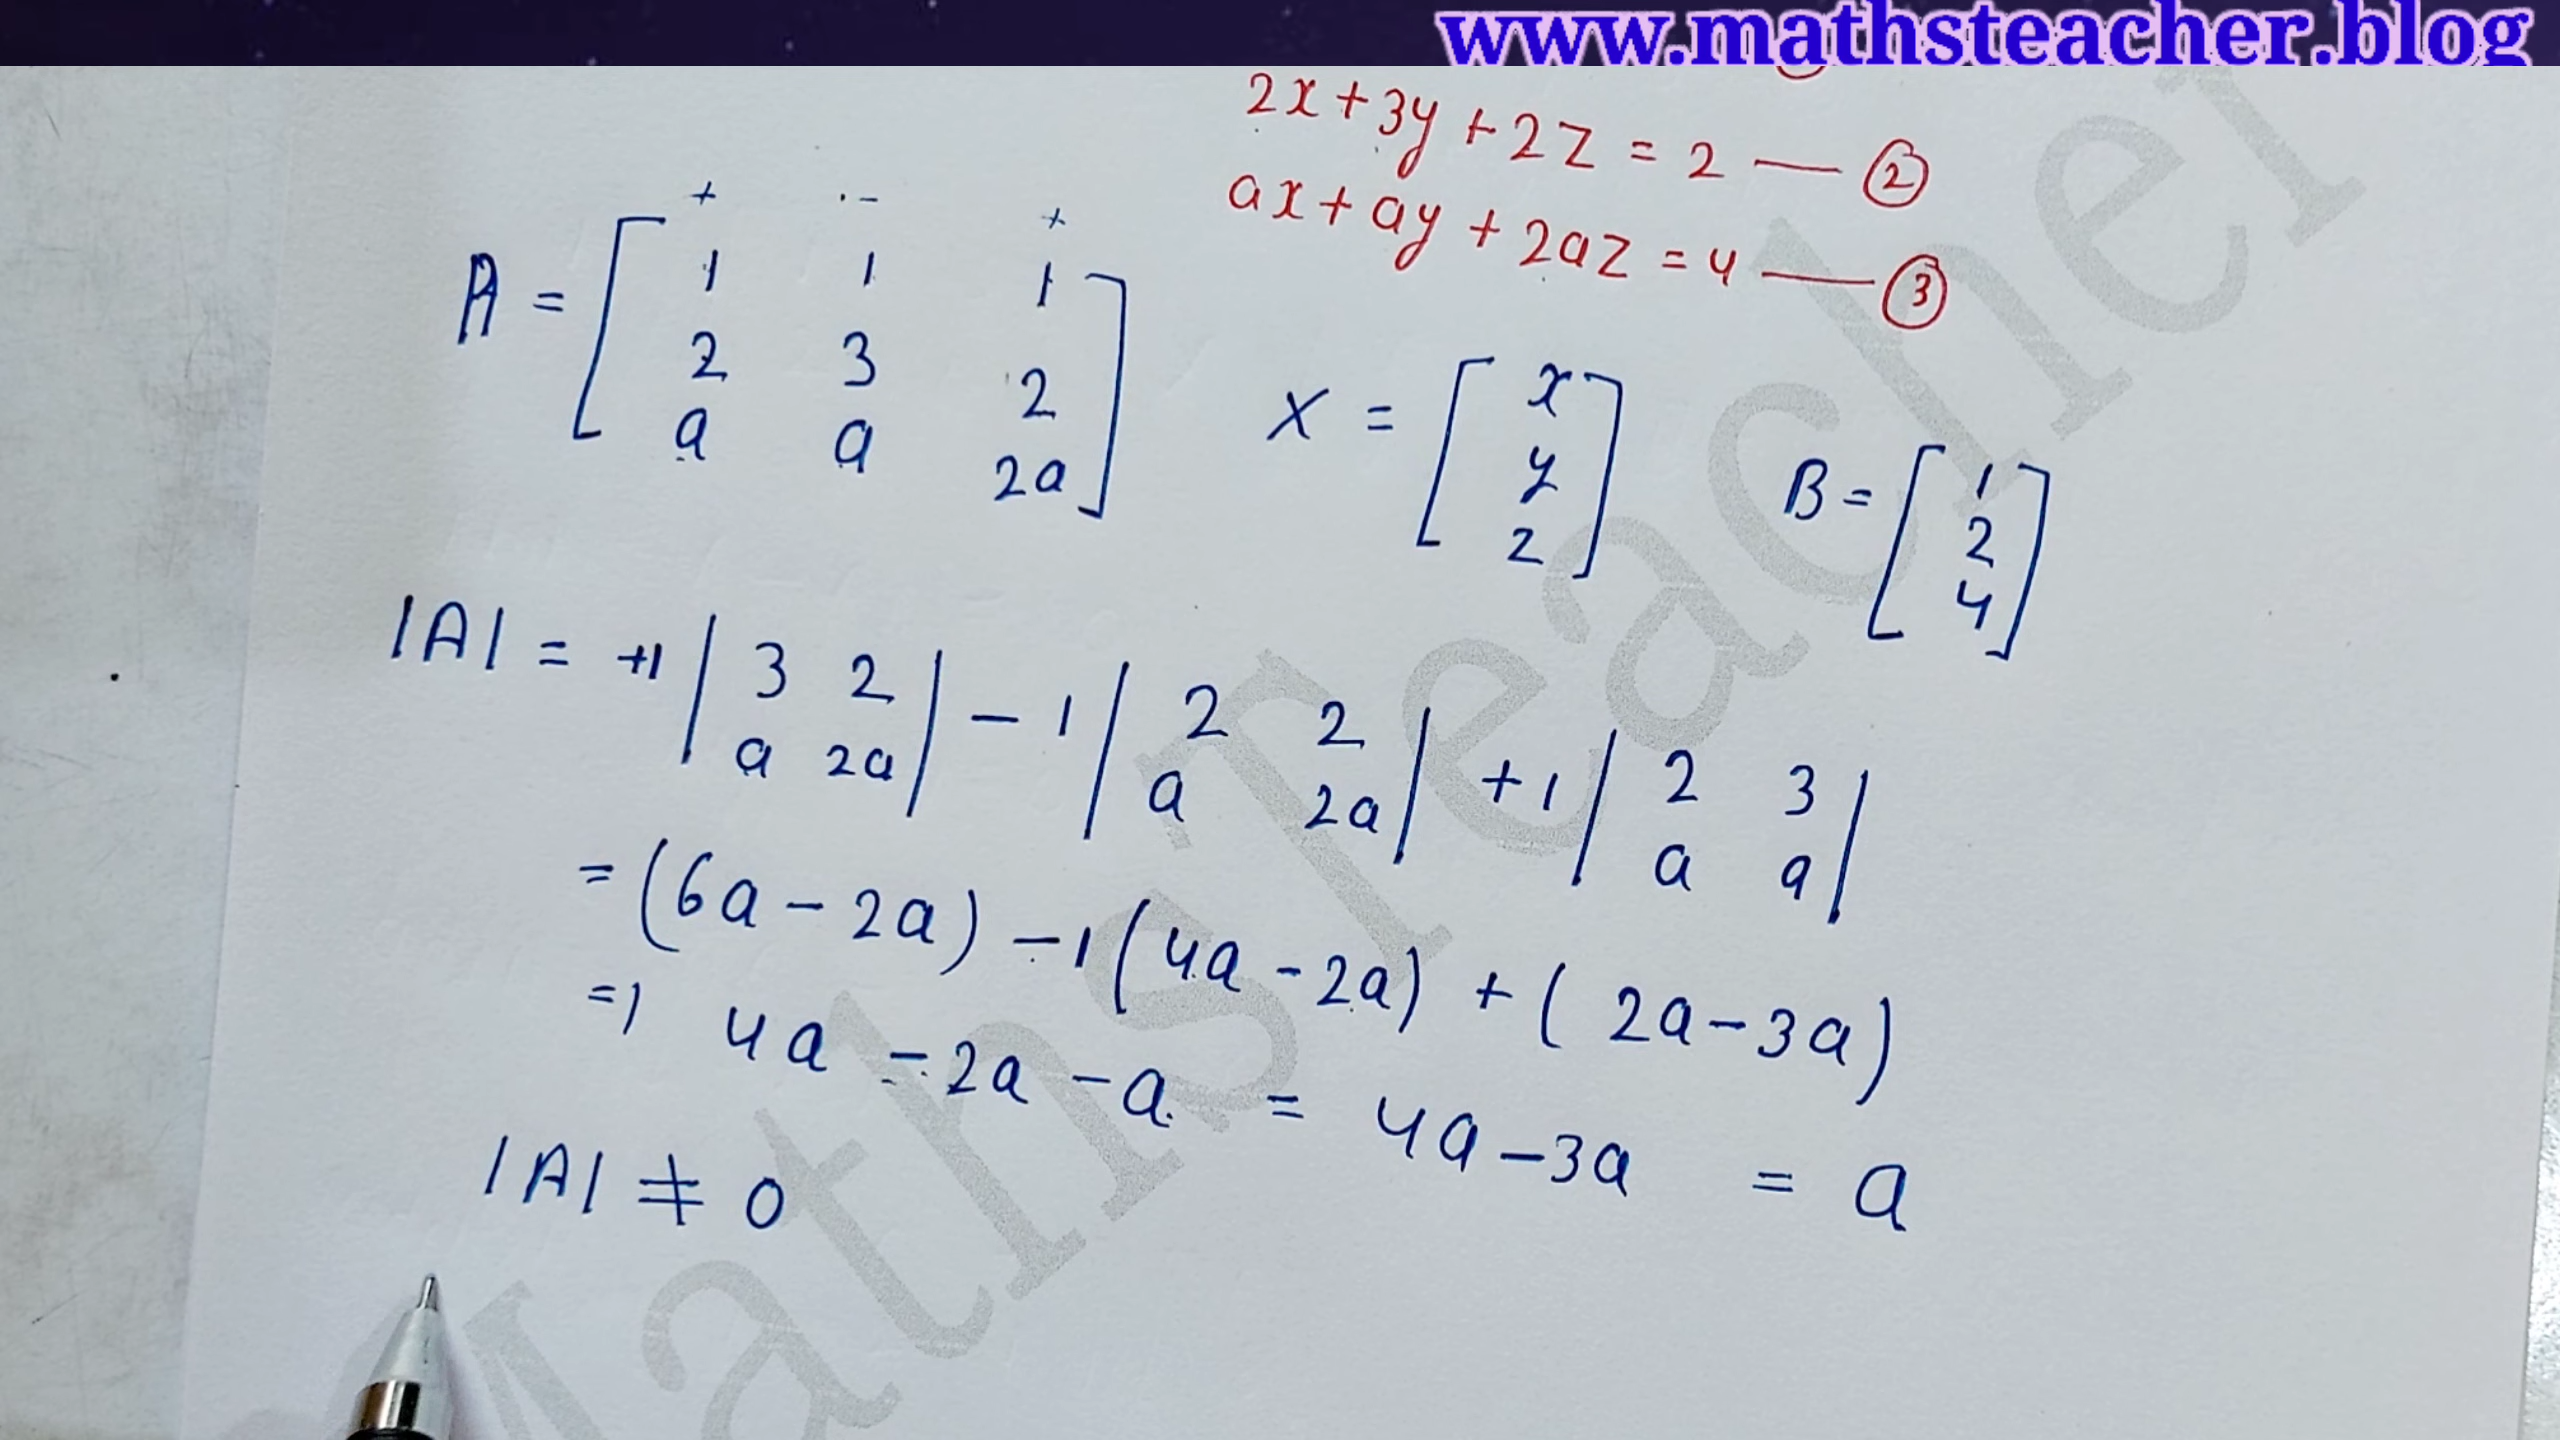 www.mathsteacher.blog
2x+3y+2z=2 — ②
ax+ay+2az=4 — ③
+ - +
A = [ 1 1 1
2 3 2
a a 2a ]
X = [ x
y
z ]
B = [ 1
2
4 ]
|A| = +1 | 3 2 | - 1 | 2 2 | + 1 | 2 3 |
| a 2a | | a 2a | | a a |
= (6a - 2a) - 1 (4a - 2a) + (2a - 3a)
=) 4a - 2a - a = 4a - 3a = a
|A| ≠ 0
Maths Teacher